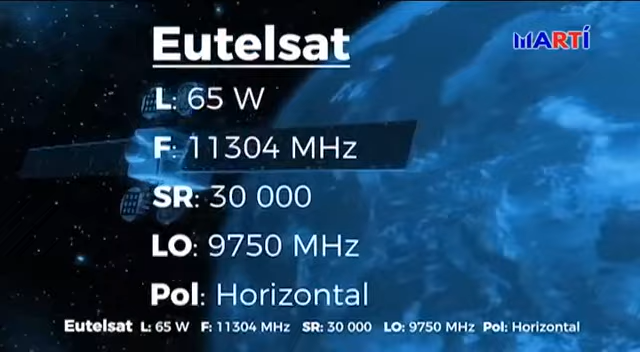 Eutelsat
MARTÍ
L: 65 W
F: 11304 MHz
SR: 30 000
LO: 9750 MHz
Pol: Horizontal
Eutelsat L: 65 W F: 11304 MHz SR: 30 000 LO: 9750 MHz Pol: Horizontal